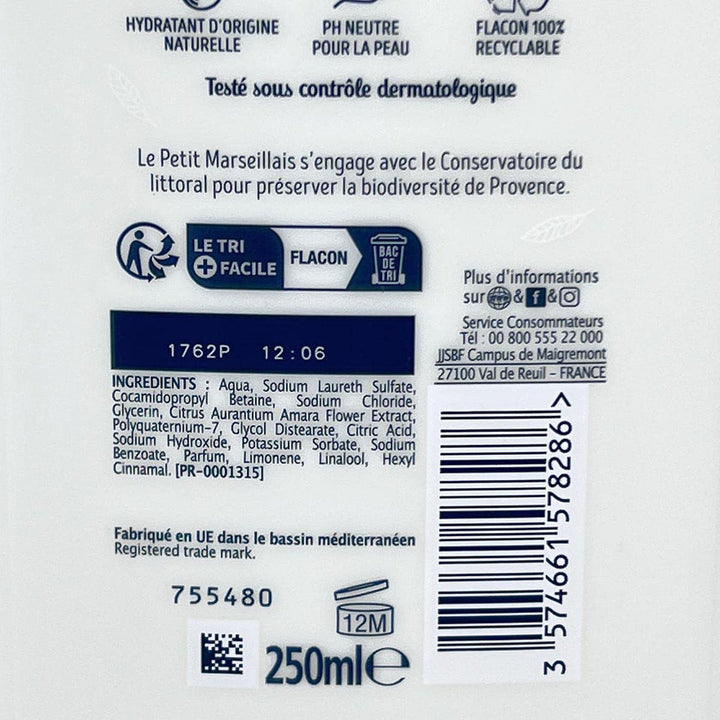 HYDRATANT D'ORIGINE
NATURELLE
PH NEUTRE
POUR LA PEAU
FLACON 100%
RECYCLABLE
Testé sous contrôle dermatologique
Le Petit Marseillais s'engage avec le Conservatoire du
littoral pour préserver la biodiversité de Provence.
LE TRI
+ FACILE
FLACON
BAC
DE
TRI
Plus d'informations
sur & f &
Service Consommateurs
Tél : 00 800 555 22 000
JJSBF Campus de Maigremont
27100 Val de Reuil – FRANCE
1762P 12:06
INGREDIENTS : Aqua, Sodium Laureth Sulfate,
Cocamidopropyl Betaine, Sodium Chloride,
Glycerin, Citrus Aurantium Amara Flower Extract,
Polyquaternium-7, Glycol Distearate, Citric Acid,
Sodium Hydroxide, Potassium Sorbate, Sodium
Benzoate, Parfum, Limonene, Linalool, Hexyl
Cinnamal. [PR-0001315]
3 574661 578286 >
Fabriqué en UE dans le bassin méditerranéen
Registered trade mark.
755480
12M
250ml e